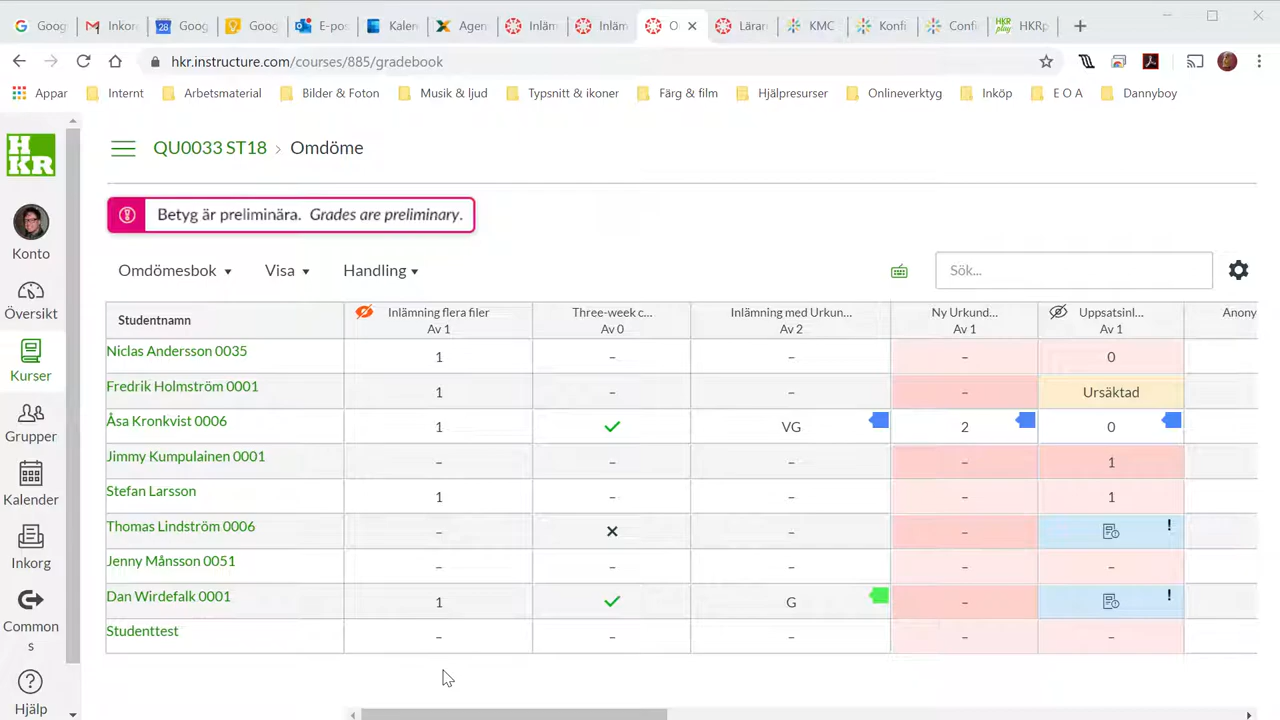 Goog Inkor Goog Goog E-pos Kalen Agen Inläm Inläm O Lärar KMC Konfi Confi HKRp
hkr.instructure.com/courses/885/gradebook
Appar Internt Arbetsmaterial Bilder & Foton Musik & ljud Typsnitt & ikoner Färg & film Hjälpresurser Onlineverktyg Inköp E O A Dannyboy
HKR
Konto
Översikt
Kurser
Grupper
Kalender
Inkorg
Common
s
Hjälp
QU0033 ST18 › Omdöme
Betyg är preliminära. Grades are preliminary.
Omdömesbok Visa Handling Sök...
Studentnamn
Inlämning flera filer
Av 1
Three-week c...
Av 0
Inlämning med Urkun...
Av 2
Ny Urkund...
Av 1
Uppsatsinl...
Av 1
Anony
Niclas Andersson 0035 1 – – – 0
Fredrik Holmström 0001 1 – – – Ursäktad
Åsa Kronkvist 0006 1 VG 2 0
Jimmy Kumpulainen 0001 – – – – 1
Stefan Larsson 1 – – – 1
Thomas Lindström 0006 – – – !
Jenny Månsson 0051 – – – – –
Dan Wirdefalk 0001 1 G – !
Studenttest – – – – –